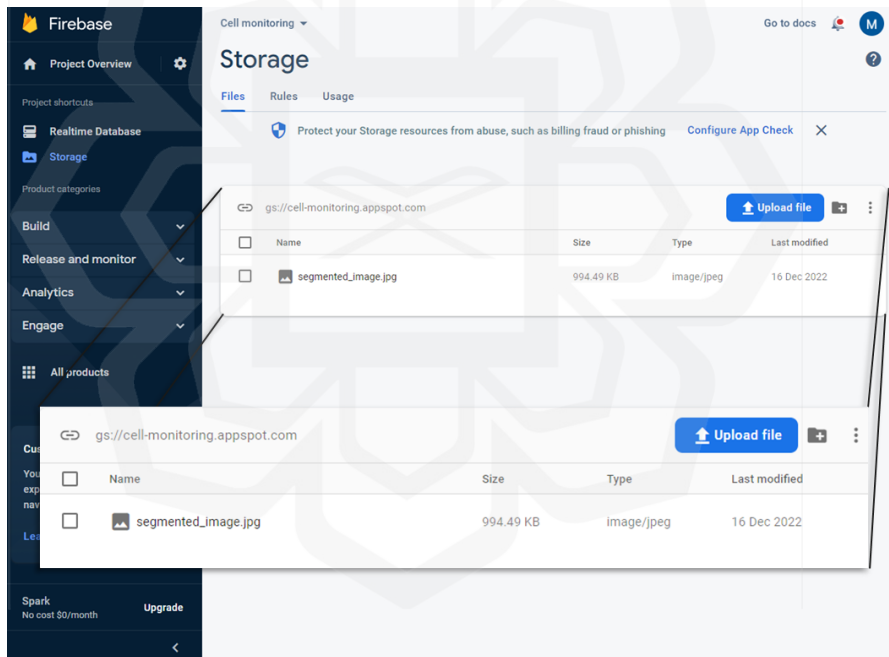 Firebase
Project Overview
Project shortcuts
Realtime Database
Storage
Product categories
Build
Release and monitor
Analytics
Engage
All products
Spark
No cost $0/month
Upgrade
Cell monitoring
Go to docs
M
Storage
?
Files Rules Usage
Protect your Storage resources from abuse, such as billing fraud or phishing Configure App Check
gs://cell-monitoring.appspot.com Upload file
Name Size Type Last modified
segmented_image.jpg 994.49 KB image/jpeg 16 Dec 2022
gs://cell-monitoring.appspot.com Upload file
Name Size Type Last modified
segmented_image.jpg 994.49 KB image/jpeg 16 Dec 2022